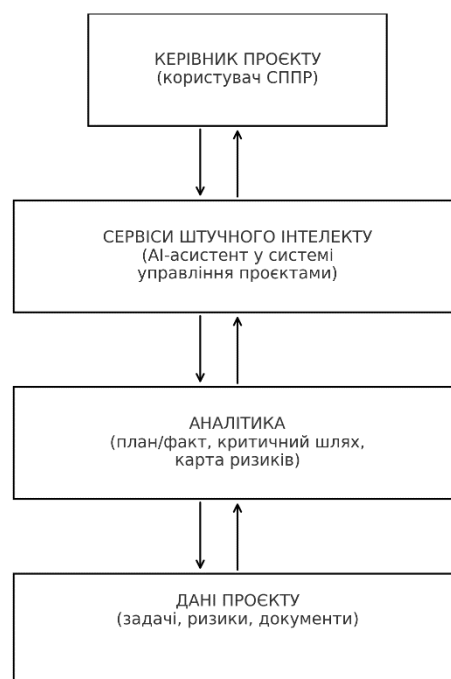 КЕРІВНИК ПРОЄКТУ
(користувач СППР)
СЕРВІСИ ШТУЧНОГО ІНТЕЛЕКТУ
(AI-асистент у системі
управління проєктами)
АНАЛІТИКА
(план/факт, критичний шлях,
карта ризиків)
ДАНІ ПРОЄКТУ
(задачі, ризики, документи)